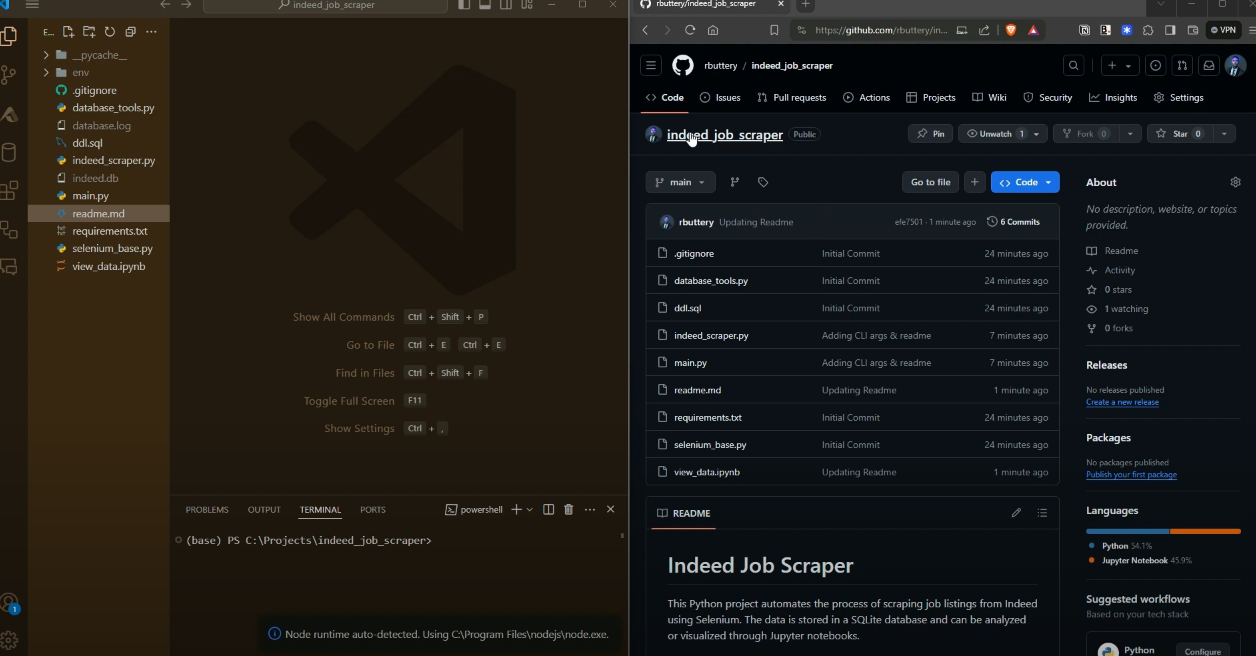 indeed_job_scraper
E...
__pycache__
env
.gitignore
database_tools.py
database.log
ddl.sql
indeed_scraper.py
indeed.db
main.py
readme.md
requirements.txt
selenium_base.py
view_data.ipynb
Show All Commands Ctrl + Shift + P
Go to File Ctrl + E Ctrl + E
Find in Files Ctrl + Shift + F
Toggle Full Screen F11
Show Settings Ctrl + ,
PROBLEMS OUTPUT TERMINAL PORTS powershell
(base) PS C:\Projects\indeed_job_scraper>
Node runtime auto-detected. Using C:\Program Files\nodejs\node.exe.
1
rbuttery/indeed_job_scraper
https://github.com/rbuttery/in... VPN
rbuttery / indeed_job_scraper
Code Issues Pull requests Actions Projects Wiki Security Insights Settings
indeed_job_scraper Public Pin Unwatch 1 Fork 0 Star 0
main Go to file Code
rbuttery Updating Readme efe7501 · 1 minute ago 6 Commits
.gitignore Initial Commit 24 minutes ago
database_tools.py Initial Commit 24 minutes ago
ddl.sql Initial Commit 24 minutes ago
indeed_scraper.py Adding CLI args & readme 7 minutes ago
main.py Adding CLI args & readme 7 minutes ago
readme.md Updating Readme 1 minute ago
requirements.txt Initial Commit 24 minutes ago
selenium_base.py Initial Commit 24 minutes ago
view_data.ipynb Updating Readme 1 minute ago
README
Indeed Job Scraper
This Python project automates the process of scraping job listings from Indeed
using Selenium. The data is stored in a SQLite database and can be analyzed
or visualized through Jupyter notebooks.
About
No description, website, or topics
provided.
Readme
Activity
0 stars
1 watching
0 forks
Releases
No releases published
Create a new release
Packages
No packages published
Publish your first package
Languages
Python 54.1%
Jupyter Notebook 45.9%
Suggested workflows
Based on your tech stack
Python Configure